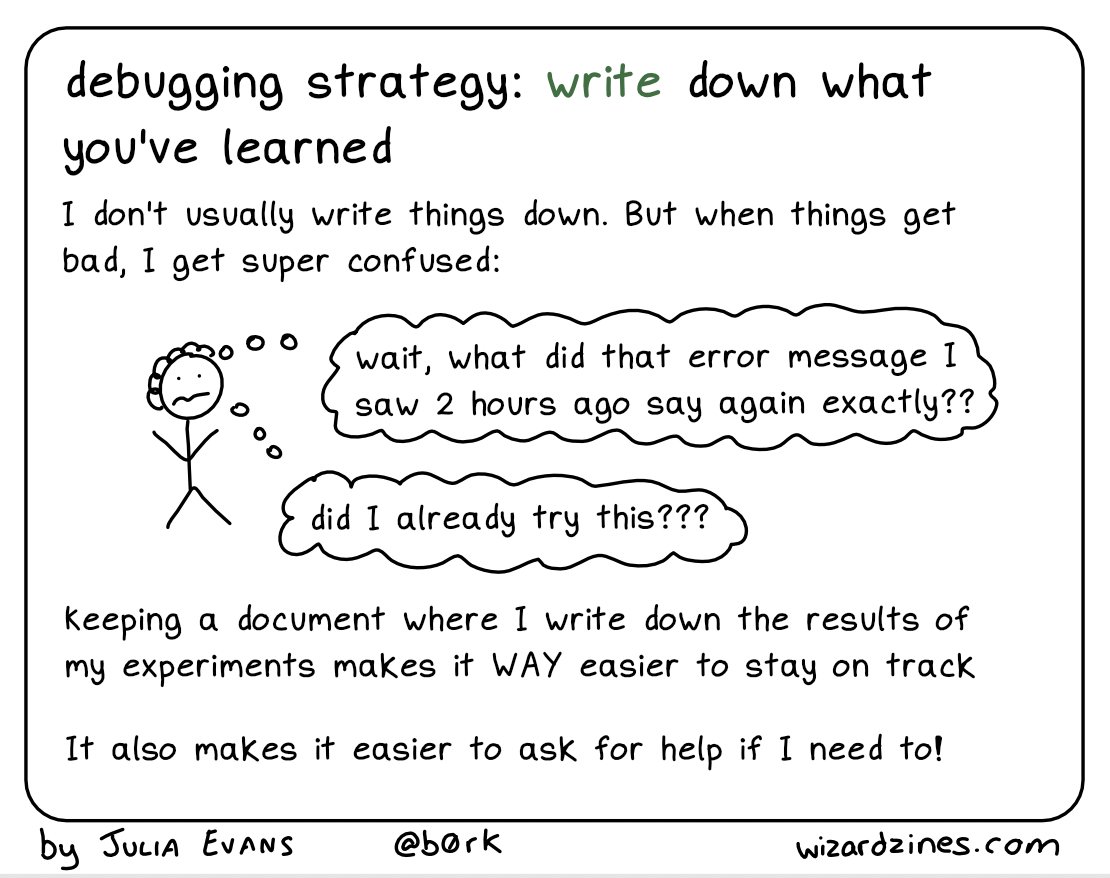 debugging strategy: write down what
you've learned
I don't usually write things down. But when things get
bad, I get super confused:
wait, what did that error message I
saw 2 hours ago say again exactly??
did I already try this???
keeping a document where I write down the results of
my experiments makes it WAY easier to stay on track
It also makes it easier to ask for help if I need to!
by JULIA EVANS @b0rk wizardzines.com